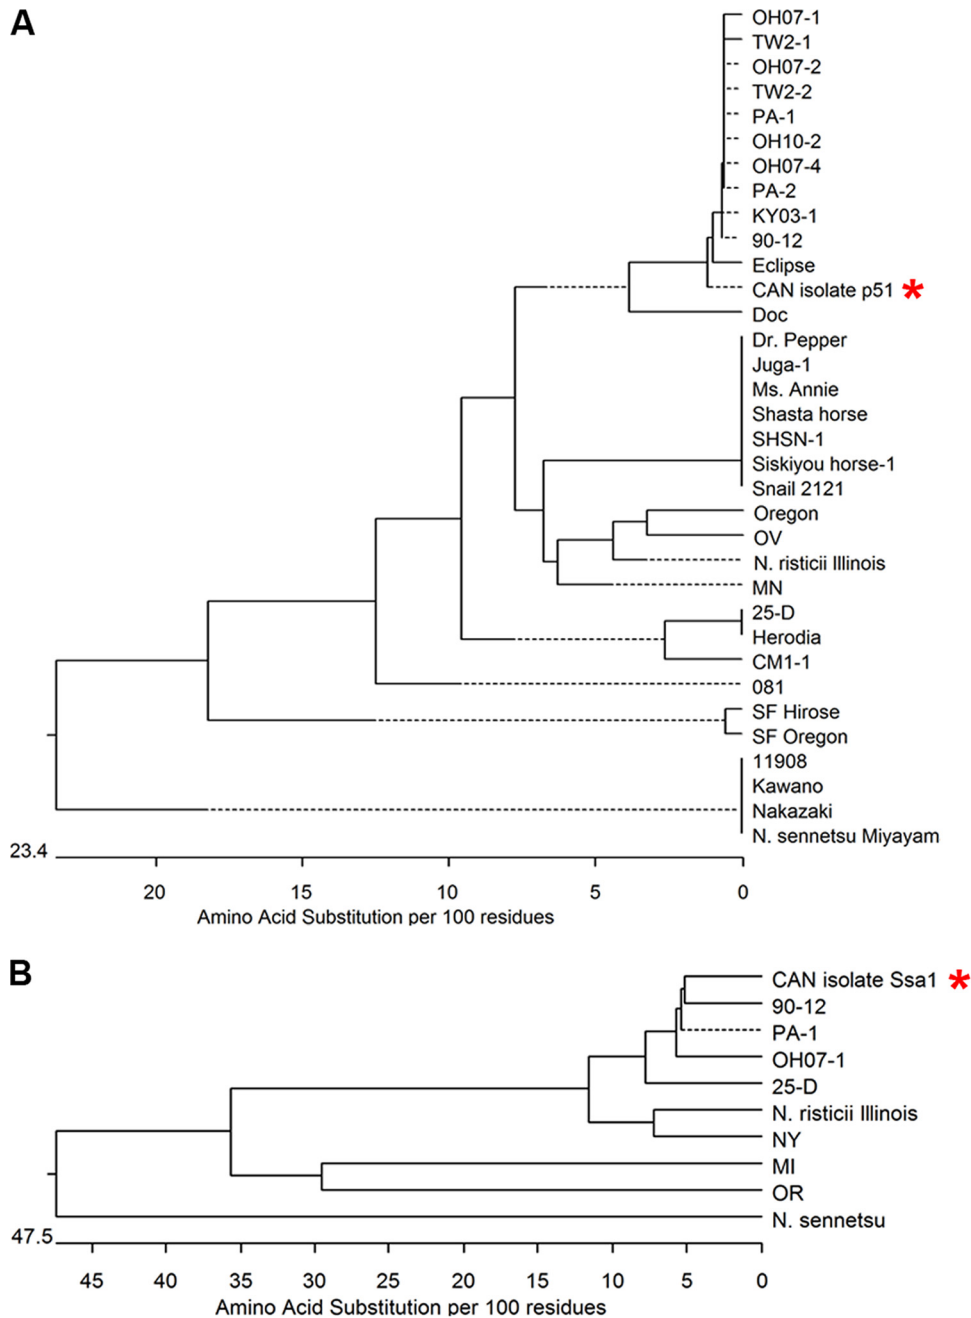 A
OH07-1
TW2-1
OH07-2
TW2-2
PA-1
OH10-2
OH07-4
PA-2
KY03-1
90-12
Eclipse
CAN isolate p51 *
Doc
Dr. Pepper
Juga-1
Ms. Annie
Shasta horse
SHSN-1
Siskiyou horse-1
Snail 2121
Oregon
OV
N. risticii Illinois
MN
25-D
Herodia
CM1-1
081
SF Hirose
SF Oregon
11908
Kawano
Nakazaki
N. sennetsu Miyayam
23.4
20 15 10 5 0
Amino Acid Substitution per 100 residues
B
CAN isolate Ssa1 *
90-12
PA-1
OH07-1
25-D
N. risticii Illinois
NY
MI
OR
N. sennetsu
47.5
45 40 35 30 25 20 15 10 5 0
Amino Acid Substitution per 100 residues